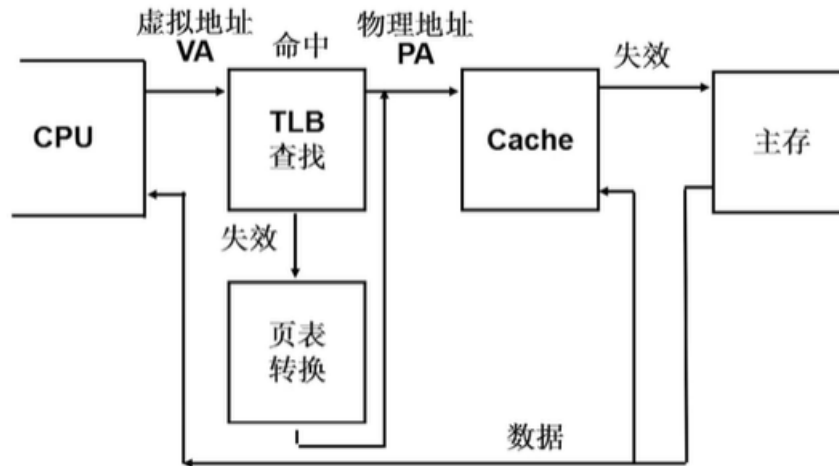 虚拟地址
VA
命中
物理地址
PA
失效
CPU
TLB
查找
Cache
主存
失效
页表
转换
数据